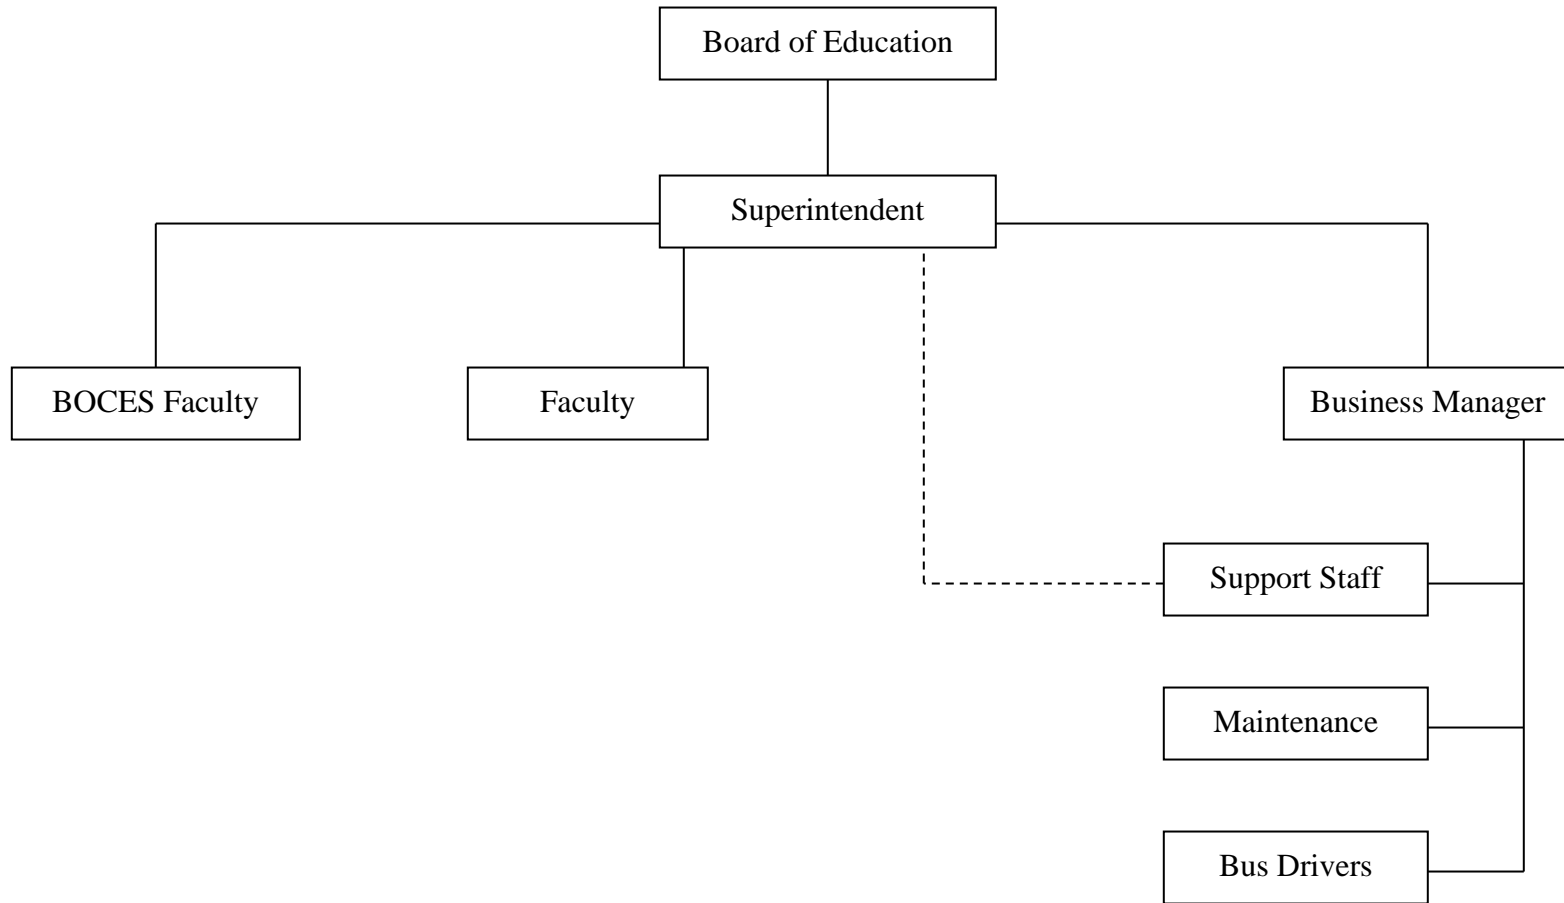 Board of Education
Superintendent
BOCES Faculty
Faculty
Business Manager
Support Staff
Maintenance
Bus Drivers